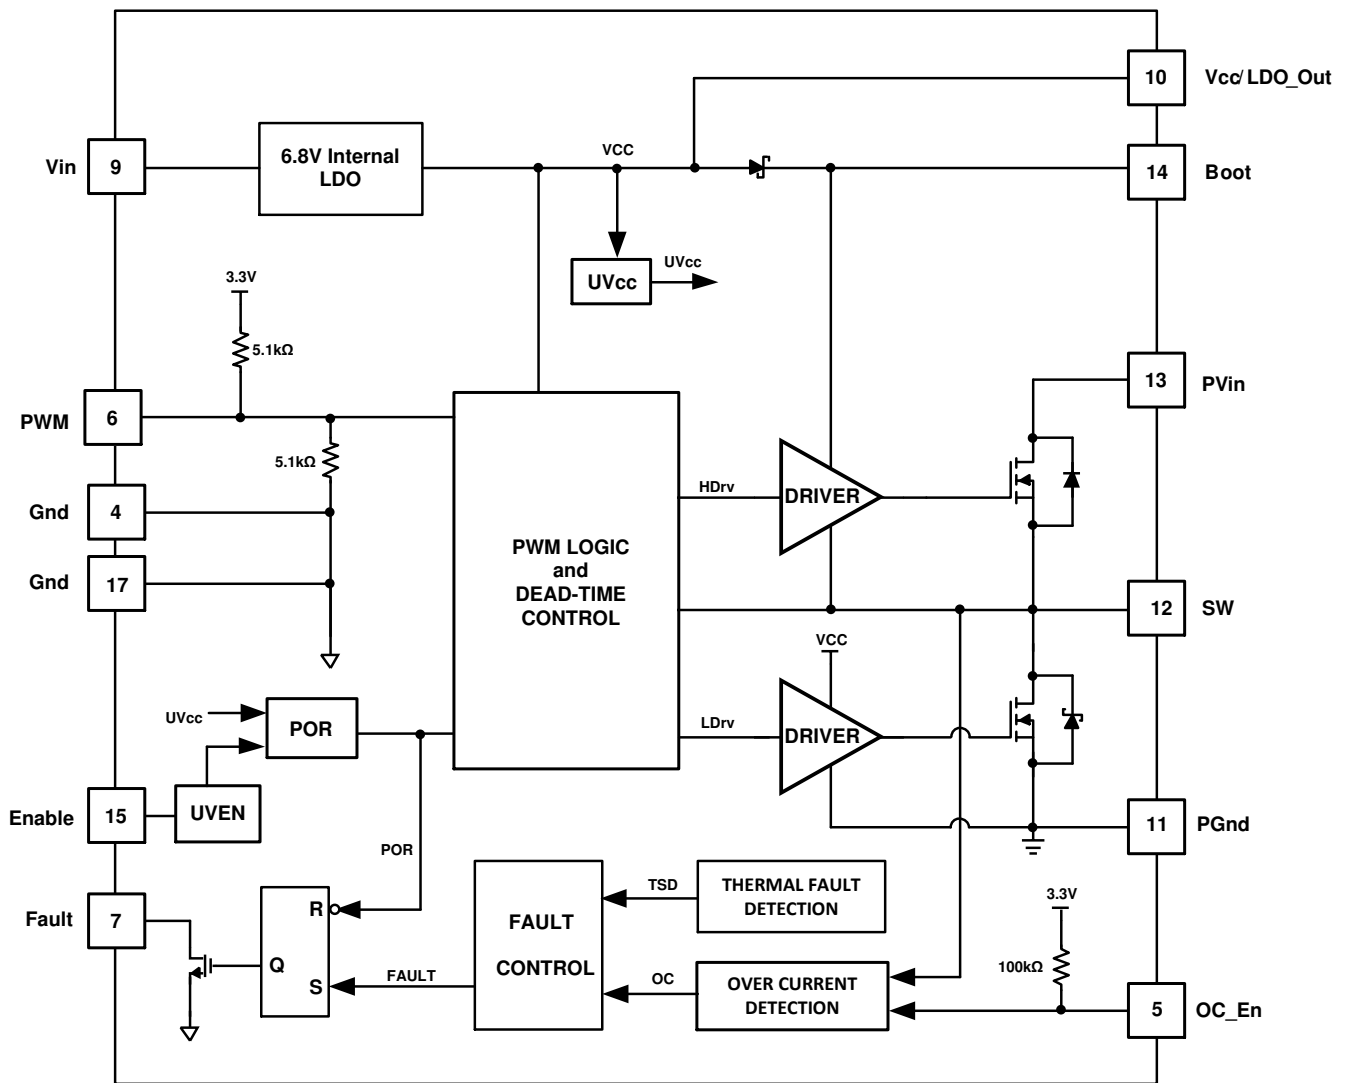 10
Vcc/LDO_Out
Vin
9
6.8V Internal
LDO
VCC
14
Boot
UVcc
UVcc
3.3V
5.1kΩ
13
PVin
PWM
6
5.1kΩ
Gnd
4
HDrv
DRIVER
Gnd
17
PWM LOGIC
and
DEAD-TIME
CONTROL
12
SW
VCC
UVcc
POR
LDrv
DRIVER
Enable
15
UVEN
11
PGnd
POR
Fault
7
R
Q
S
FAULT
FAULT
CONTROL
TSD
THERMAL FAULT
DETECTION
OC
OVER CURRENT
DETECTION
3.3V
100kΩ
5
OC_En